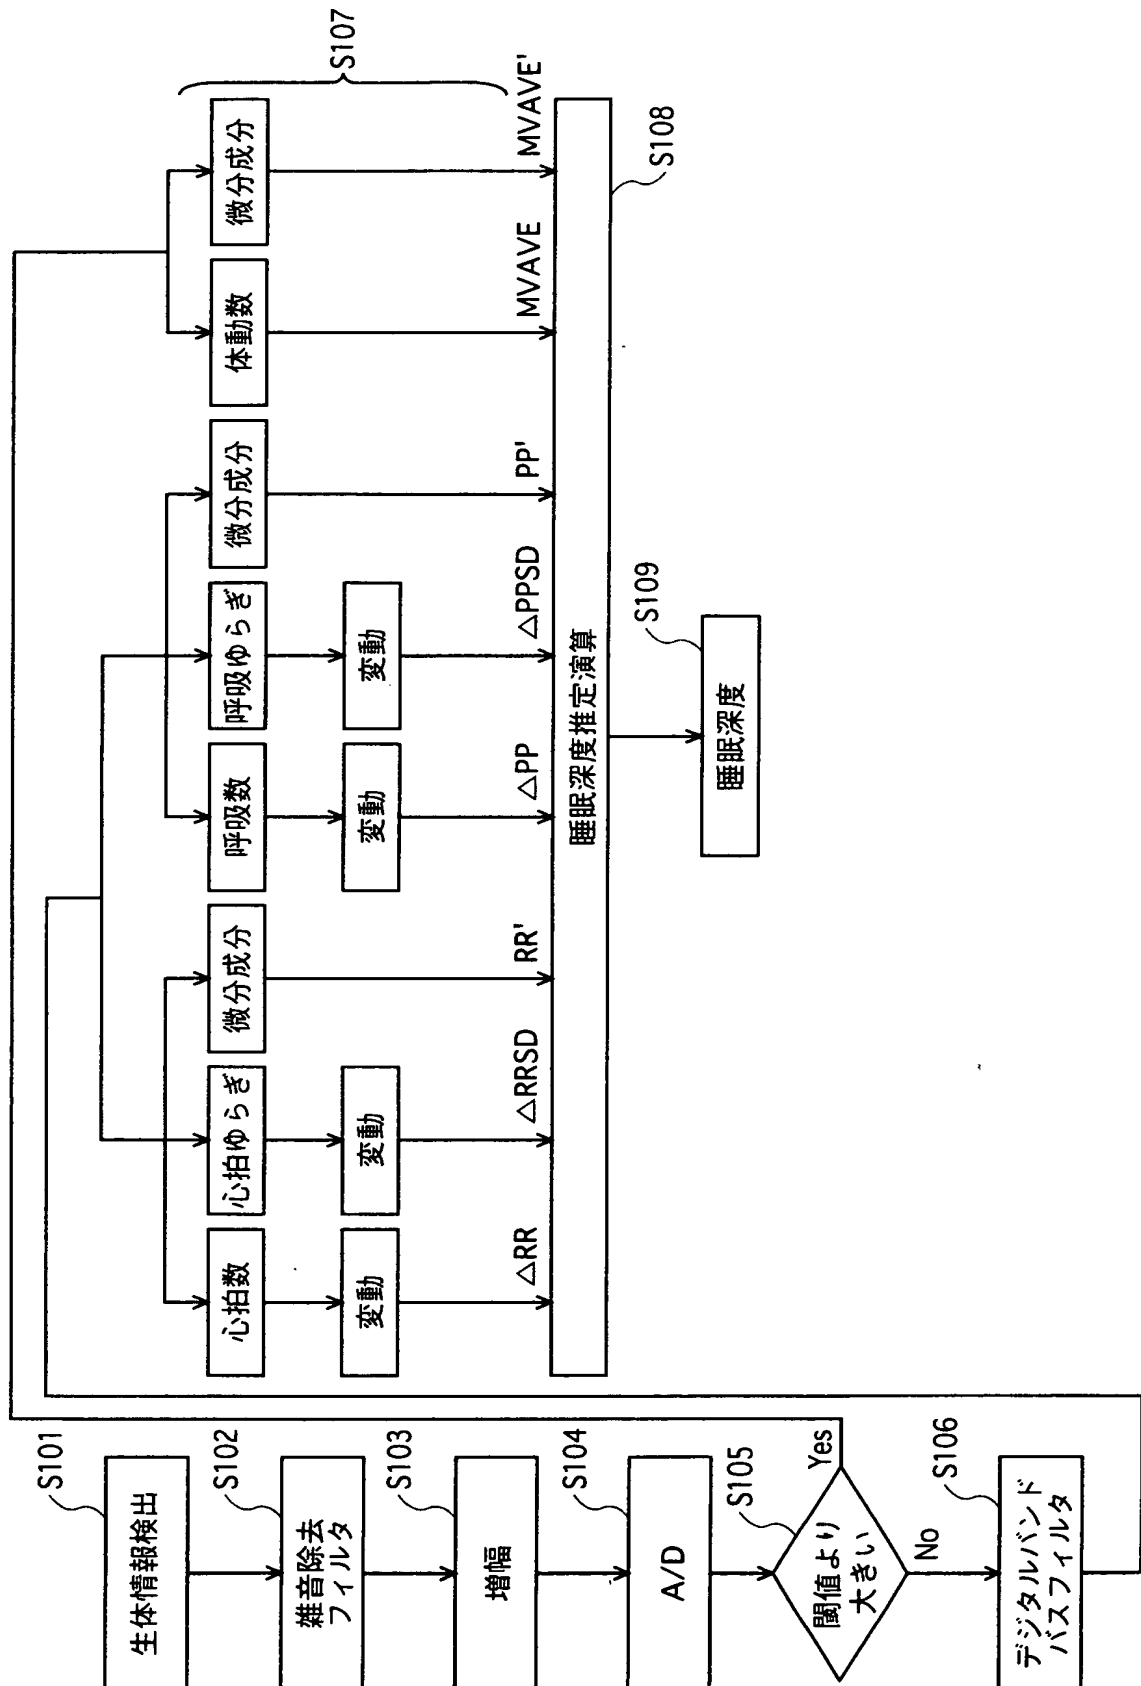 S101
生体情報検出
S102
雑音除去
フィルタ
S103
増幅
S104
A/D
S105
閾値より
大きい
Yes
No
S106
デジタルバンド
パスフィルタ
心拍数
心拍ゆらぎ
微分成分
呼吸数
呼吸ゆらぎ
微分成分
体動数
微分成分
S107
変動
変動
変動
変動
△RR
△RRSD
RR'
△PP
△PPSD
PP'
MVAVE
MVAVE'
睡眠深度推定演算
S108
S109
睡眠深度